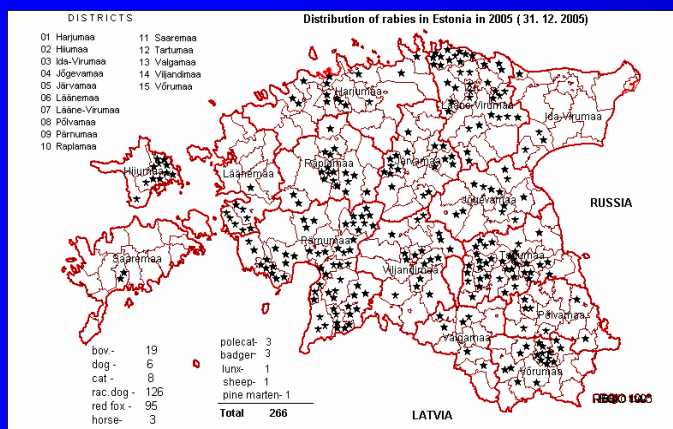 DISTRICTS
Distribution of rabies in Estonia in 2005 ( 31. 12. 2005)
01 Harjumaa
02 Hiiumaa
03 Ida-Virumaa
04 Jõgevamaa
05 Järvamaa
06 Läänemaa
07 Lääne-Virumaa
08 Põlvamaa
09 Pärnumaa
10 Raplamaa
11 Saaremaa
12 Tartumaa
13 Valgamaa
14 Viljandimaa
15 Võrumaa
Harjumaa
Lääne-Virumaa
Ida-Virumaa
Hiiumaa
Läänemaa
Raplamaa
Järvamaa
Jõgevamaa
RUSSIA
Saaremaa
Pärnumaa
Viljandimaa
Tartumaa
Põlvamaa
Valgamaa
Võrumaa
bov.- 19
dog - 6
cat - 8
rac.dog - 126
red fox - 95
horse- 3
polecat- 3
badger- 3
lunx- 1
sheep- 1
pine marten- 1
Total 266
LATVIA